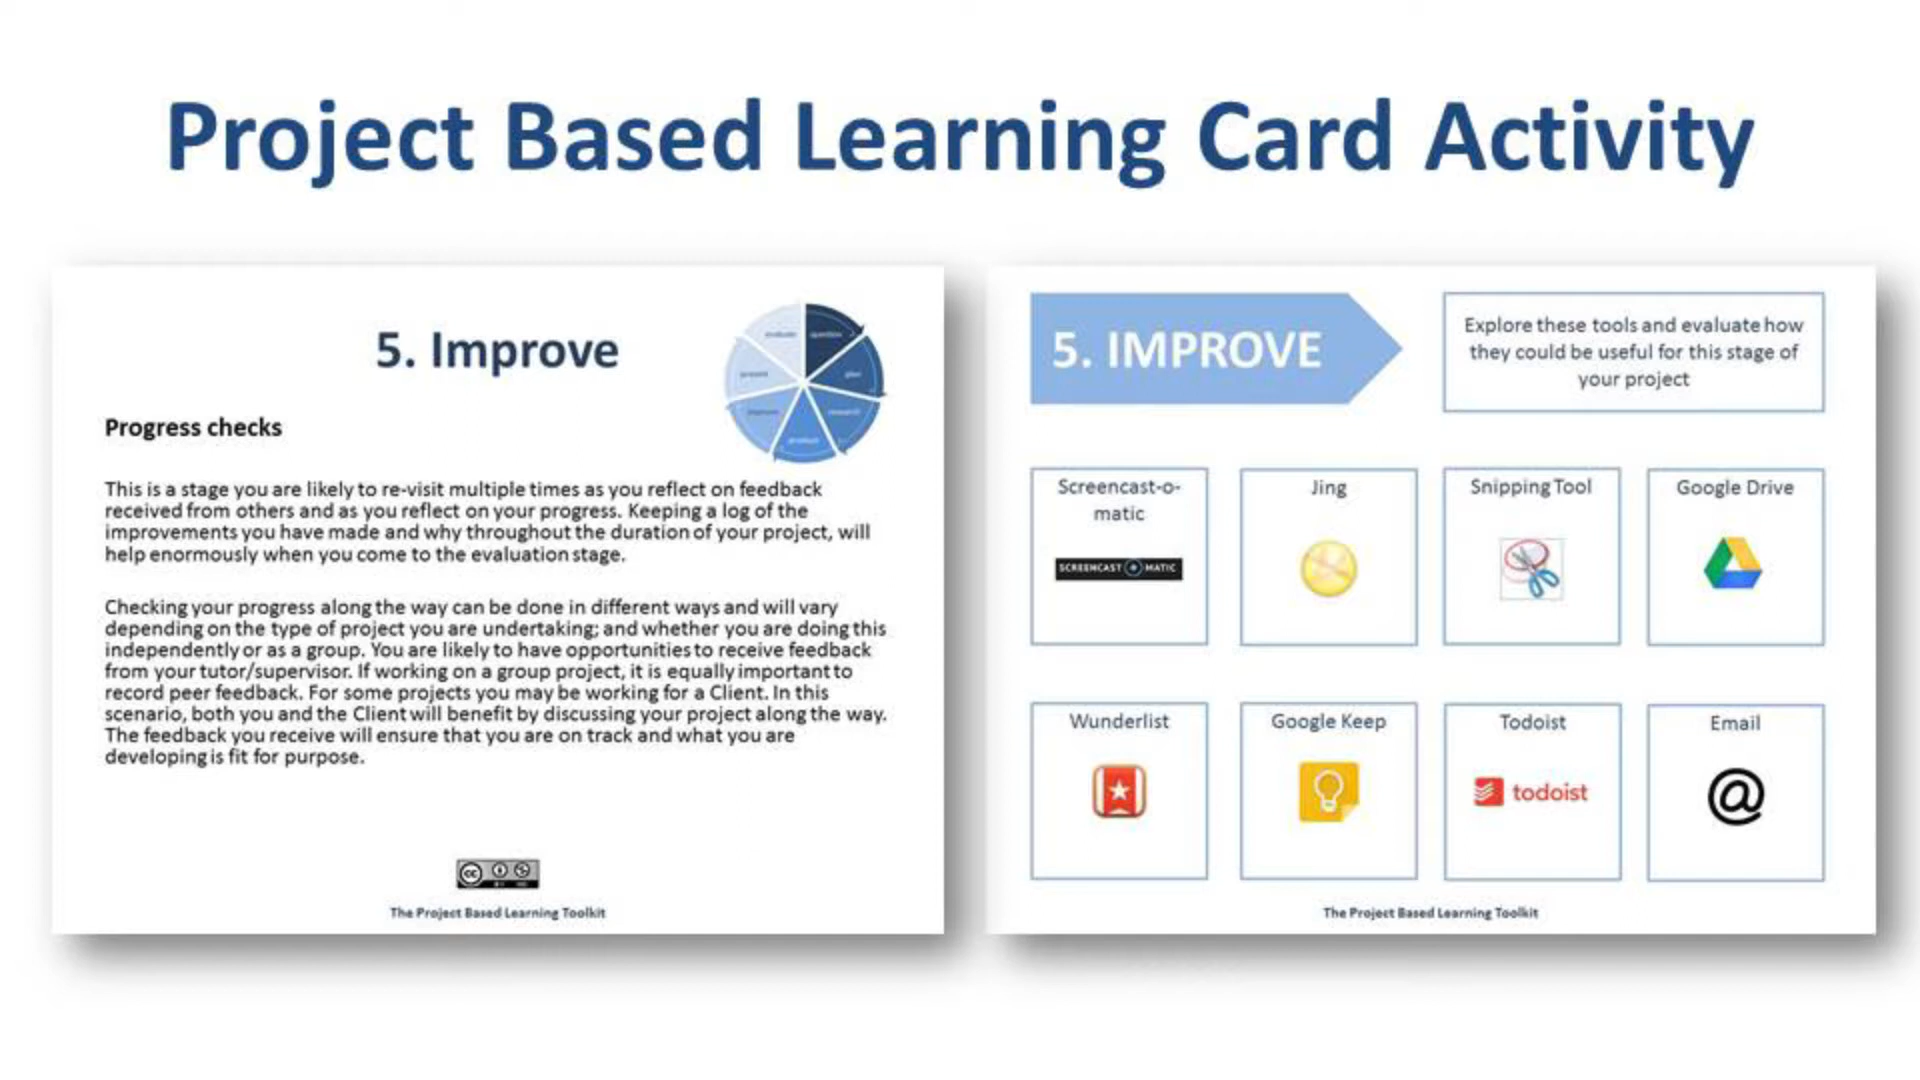 Project Based Learning Card Activity
5. Improve
evaluate
question
present
plan
improve
research
product
Progress checks
This is a stage you are likely to re-visit multiple times as you reflect on feedback
received from others and as you reflect on your progress. Keeping a log of the
improvements you have made and why throughout the duration of your project, will
help enormously when you come to the evaluation stage.
Checking your progress along the way can be done in different ways and will vary
depending on the type of project you are undertaking; and whether you are doing this
independently or as a group. You are likely to have opportunities to receive feedback
from your tutor/supervisor. If working on a group project, it is equally important to
record peer feedback. For some projects you may be working for a Client. In this
scenario, both you and the Client will benefit by discussing your project along the way.
The feedback you receive will ensure that you are on track and what you are
developing is fit for purpose.
cc
The Project Based Learning Toolkit
5. IMPROVE
Explore these tools and evaluate how
they could be useful for this stage of
your project
Screencast-o-
matic
SCREENCAST MATIC
Jing
Snipping Tool
Google Drive
Wunderlist
Google Keep
Todoist
todoist
Email
@
The Project Based Learning Toolkit